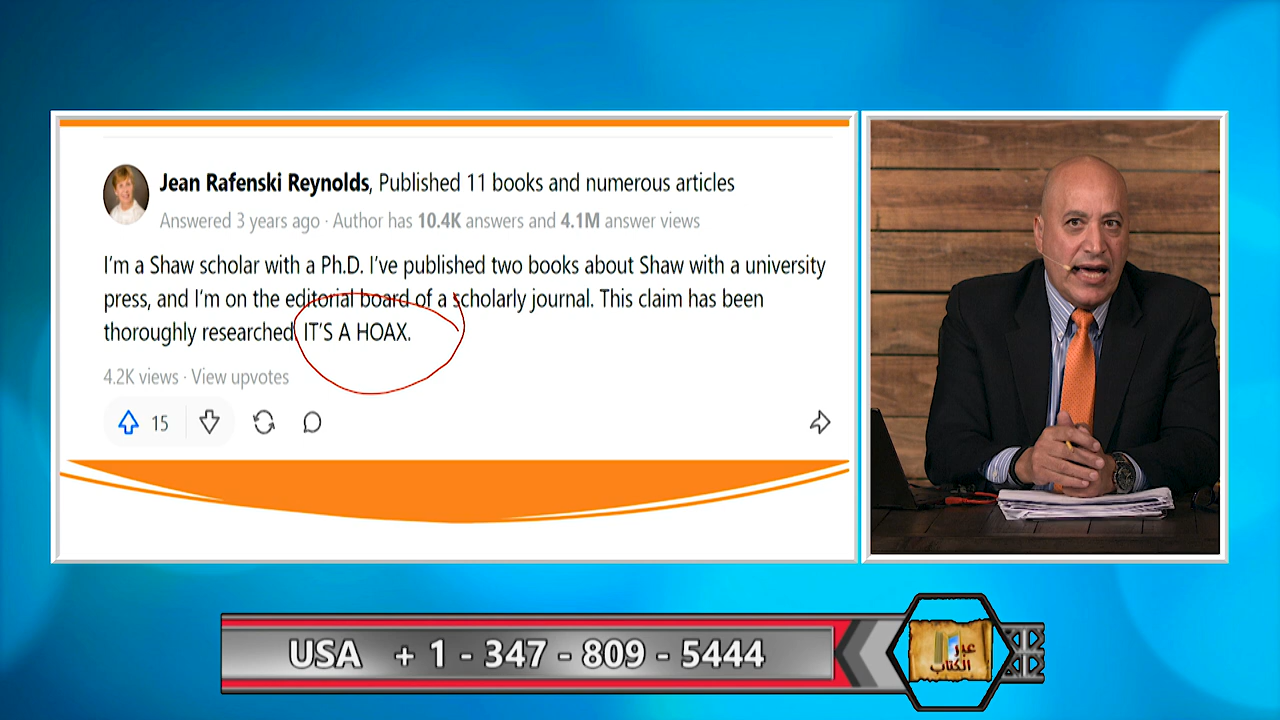 Jean Rafenski Reynolds, Published 11 books and numerous articles
Answered 3 years ago · Author has 10.4K answers and 4.1M answer views
I'm a Shaw scholar with a Ph.D. I've published two books about Shaw with a university
press, and I'm on the editorial board of a scholarly journal. This claim has been
thoroughly researched. IT'S A HOAX.
4.2K views · View upvotes
15
USA + 1 - 347 - 809 - 5444
عبر
الكتاب